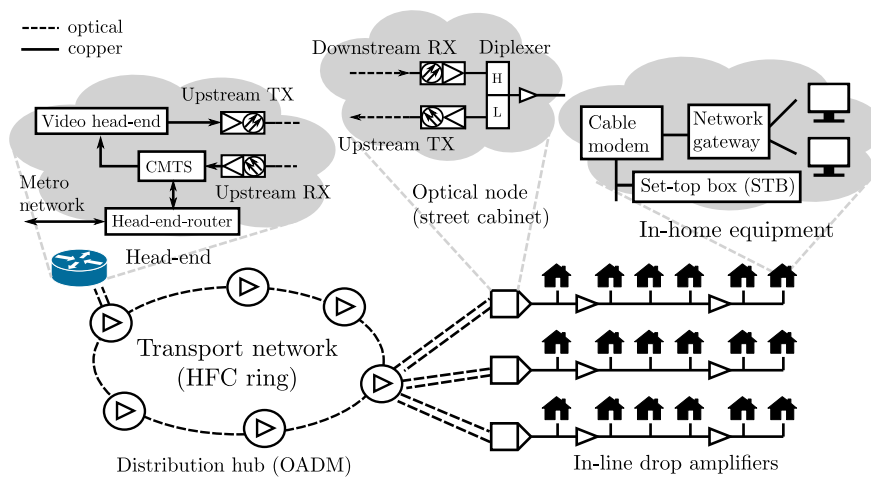 optical
copper
Upstream TX
Video head-end
CMTS
Upstream RX
Metro
network
Head-end-router
Head-end
Downstream RX
Diplexer
H
L
Upstream TX
Optical node
(street cabinet)
Cable
modem
Network
gateway
Set-top box (STB)
In-home equipment
Transport network
(HFC ring)
Distribution hub (OADM)
In-line drop amplifiers